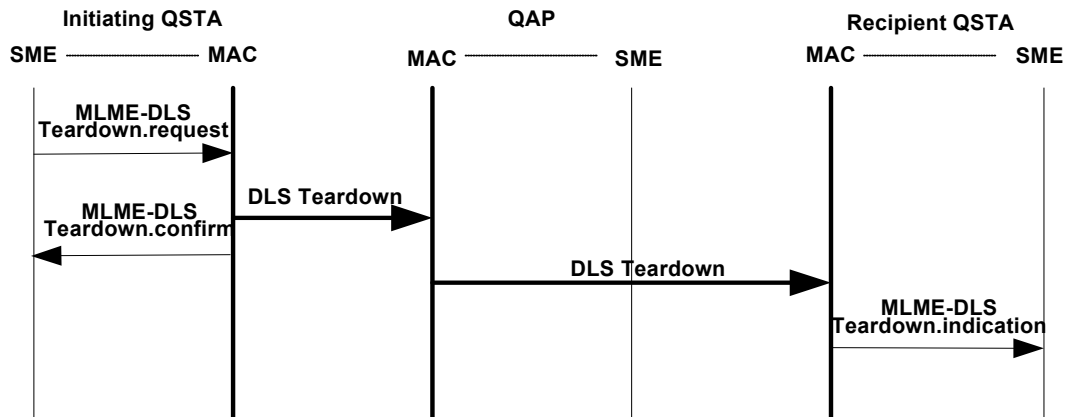 Initiating QSTA
QAP
Recipient QSTA
SME
MAC
MAC
SME
MAC
SME
MLME-DLS
Teardown.request
DLS Teardown
MLME-DLS
Teardown.confirm
DLS Teardown
MLME-DLS
Teardown.indication